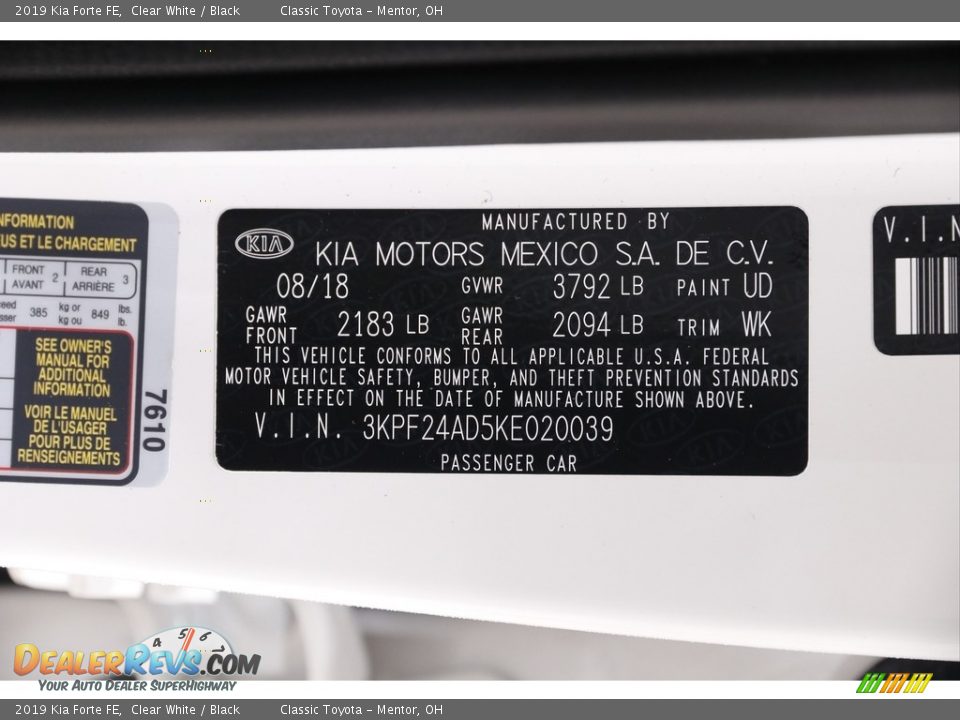 2019 Kia Forte FE, Clear White / Black Classic Toyota - Mentor, OH
NFORMATION
US ET LE CHARGEMENT
FRONT AVANT 2 REAR ARRIÈRE 3
385 kg or kg ou 849 lbs. lb.
SEE OWNER'S
MANUAL FOR
ADDITIONAL
INFORMATION
VOIR LE MANUEL
DE L'USAGER
POUR PLUS DE
RENSEIGNEMENTS
7610
MANUFACTURED BY
KIA KIA MOTORS MEXICO S.A. DE C.V.
08/18 GVWR 3792 LB PAINT UD
GAWR FRONT 2183 LB GAWR REAR 2094 LB TRIM WK
THIS VEHICLE CONFORMS TO ALL APPLICABLE U.S.A. FEDERAL
MOTOR VEHICLE SAFETY, BUMPER, AND THEFT PREVENTION STANDARDS
IN EFFECT ON THE DATE OF MANUFACTURE SHOWN ABOVE.
V.I.N. 3KPF24AD5KE020039
PASSENGER CAR
V.I.N
4 5 6
DEALERREVS.COM
YOUR AUTO DEALER SUPERHIGHWAY
2019 Kia Forte FE, Clear White / Black Classic Toyota - Mentor, OH